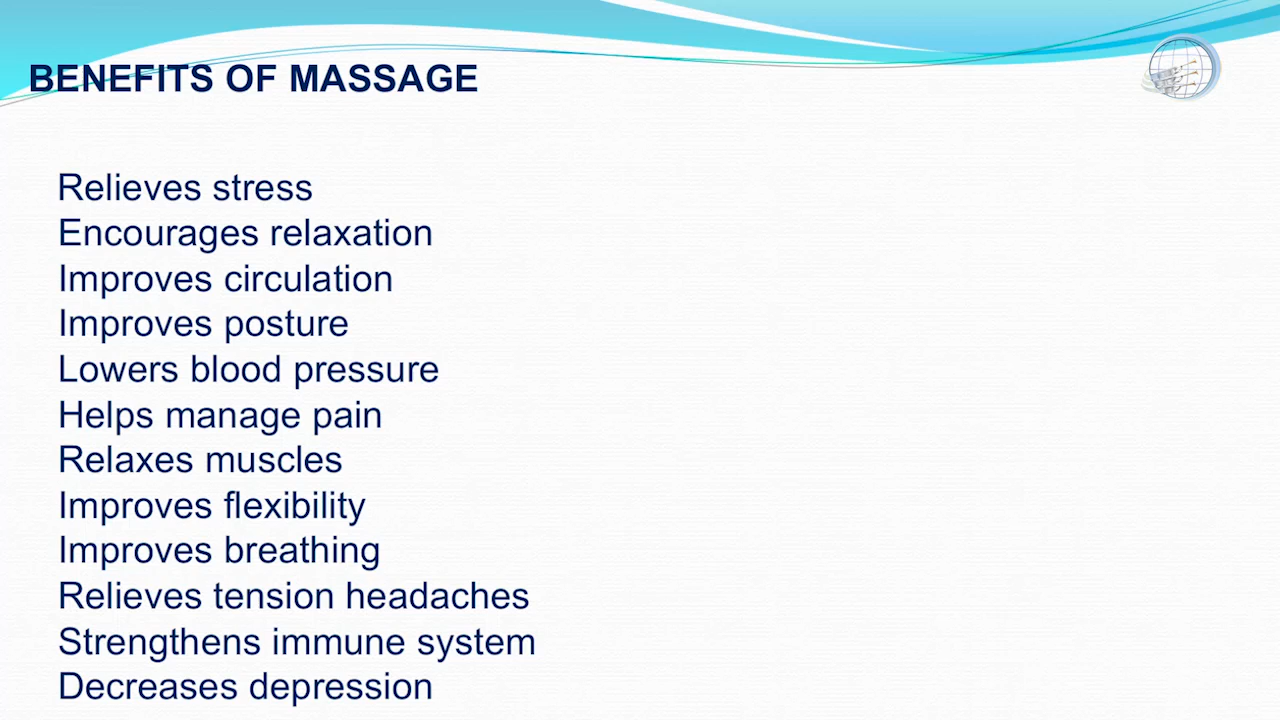 BENEFITS OF MASSAGE
Relieves stress
Encourages relaxation
Improves circulation
Improves posture
Lowers blood pressure
Helps manage pain
Relaxes muscles
Improves flexibility
Improves breathing
Relieves tension headaches
Strengthens immune system
Decreases depression